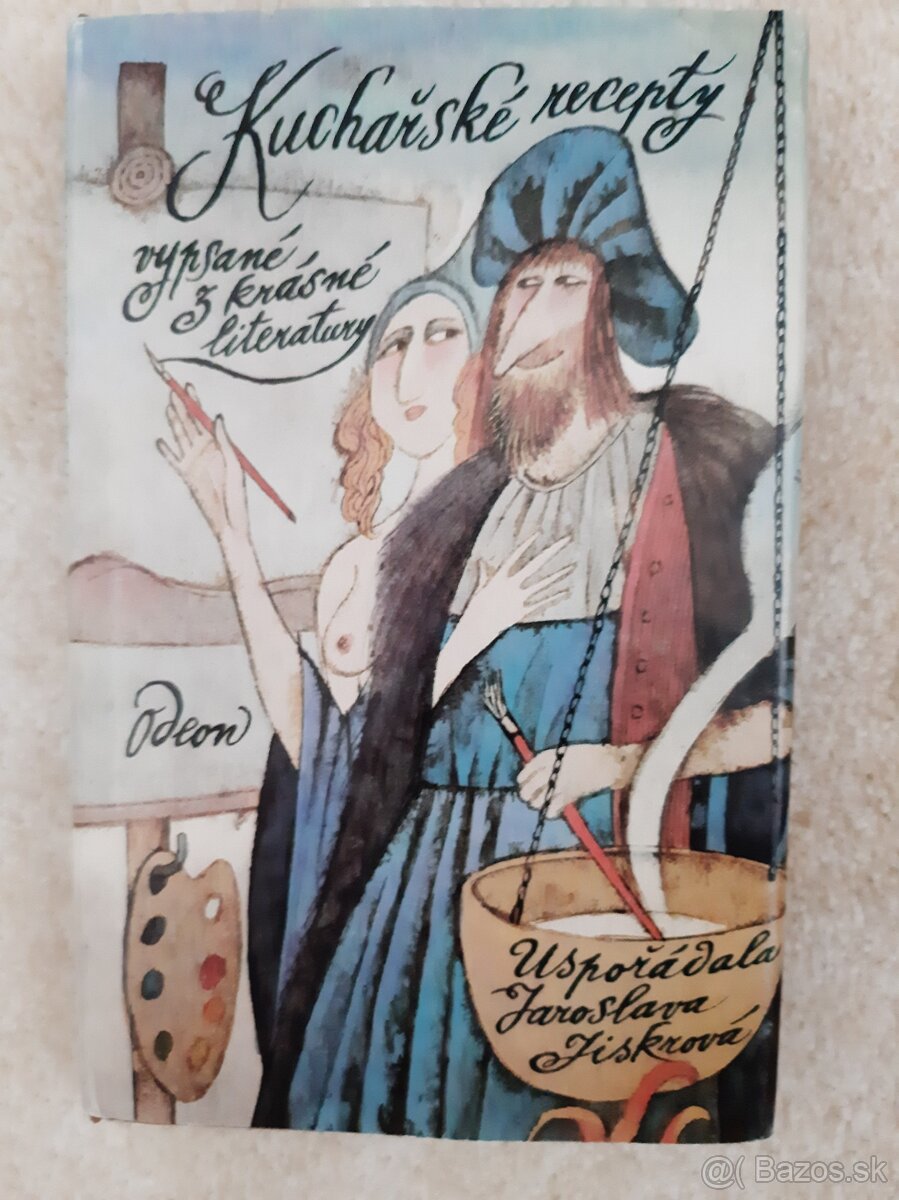 Kuchařské recepty
vypsané
z krásné
literatury
Odeon
Uspořádala
Jaroslava
Jiskrová
@( Bazos.sk